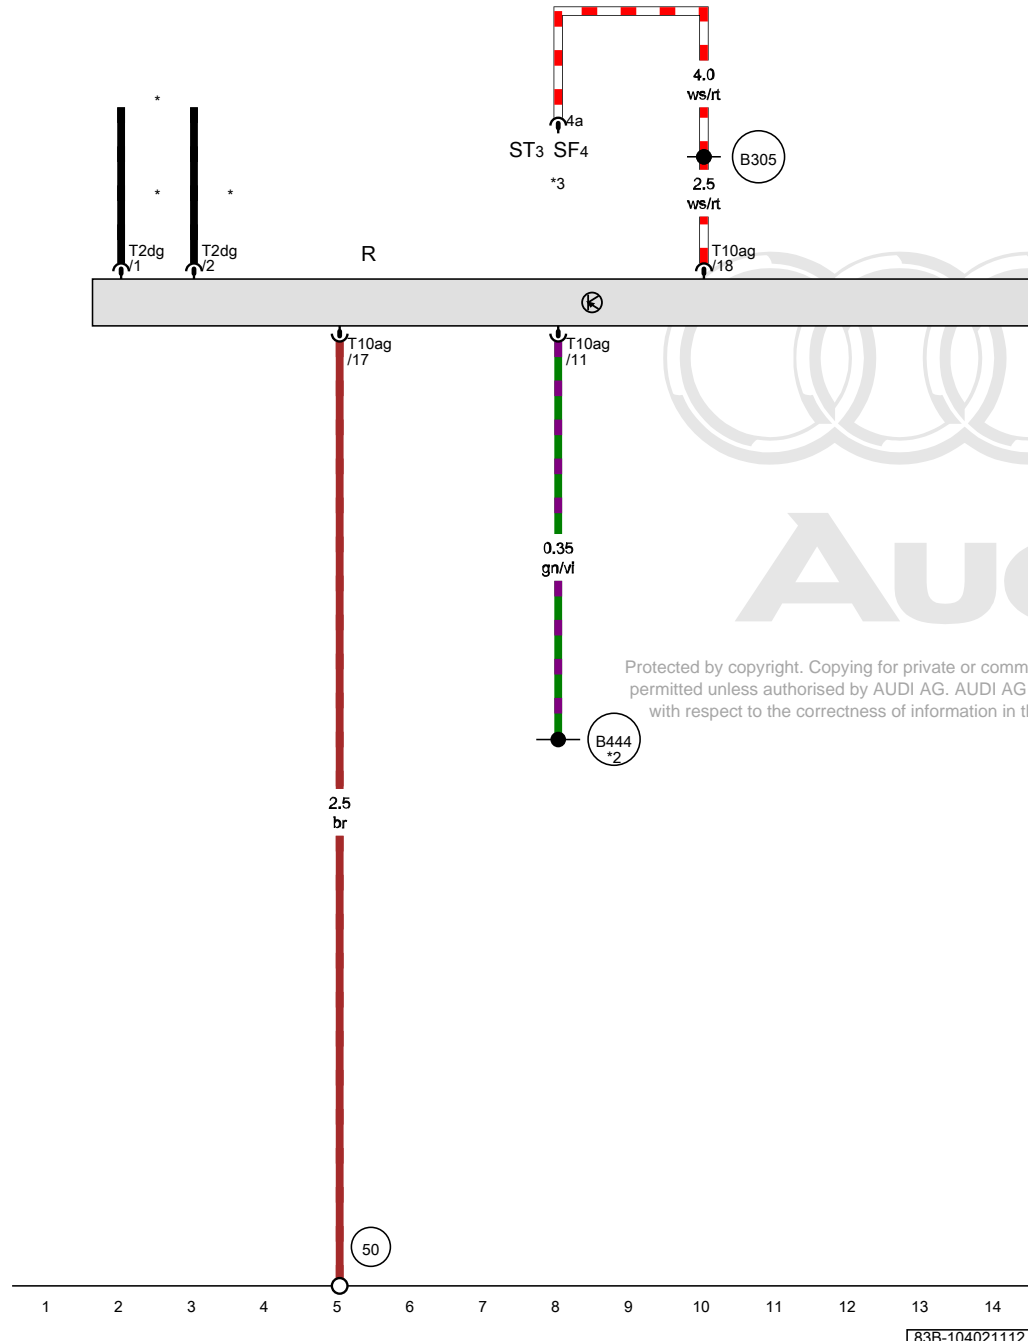 4.0
ws/rt
*
4a
ST3 SF4
B305
*3
2.5
ws/rt
* *
T2dg
/1
T2dg
/2
R
T10ag
/18
T10ag
/17
T10ag
/11
0.35
gn/vi
Protected by copyright. Copying for private or comm
permitted unless authorised by AUDI AG. AUDI AG
with respect to the correctness of information in th
B444
*2
2.5
br
50
1 2 3 4 5 6 7 8 9 10 11 12 13 14
83B-104021112